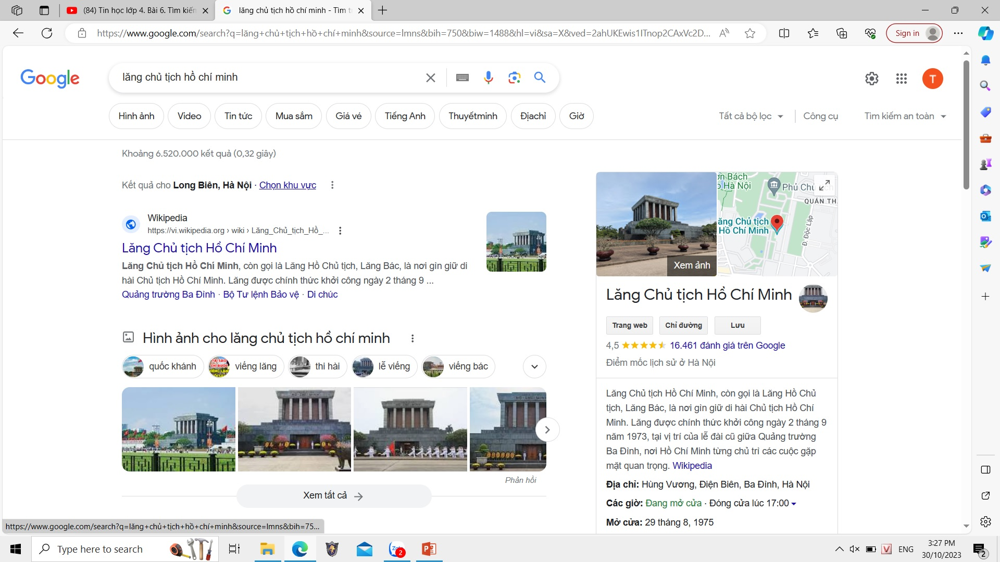 (84) Tin học lớp 4. Bài 6. Tìm kiến
lăng chủ tịch hồ chí minh - Tìm t
https://www.google.com/search?q=lăng+chủ+tịch+hồ+chí+minh&source=lmns&bih=750&biw=1488&hl=vi&sa=X&ved=2ahUKEwis1ITnop2CAxVc2D...
Sign in
Google
lăng chủ tịch hồ chí minh
T
Hình ảnh
Video
Tin tức
Mua sắm
Giá vé
Tiếng Anh
Thuyếtminh
Địachỉ
Giờ
Tất cả bộ lọc
Công cụ
Tìm kiếm an toàn
Khoảng 6.520.000 kết quả (0,32 giây)
Kết quả cho Long Biên, Hà Nội · Chọn khu vực
Wikipedia
https://vi.wikipedia.org › wiki › Lăng_Chủ_tịch_Hồ_...
Lăng Chủ tịch Hồ Chí Minh
Lăng Chủ tịch Hồ Chí Minh, còn gọi là Lăng Hồ Chủ tịch, Lăng Bác, là nơi gìn giữ di
hài Chủ tịch Hồ Chí Minh. Lăng được chính thức khởi công ngày 2 tháng 9 ...
Quảng trường Ba Đình · Bộ Tư lệnh Bảo vệ · Di chúc
Hình ảnh cho lăng chủ tịch hồ chí minh
quốc khánh
viếng lăng
thi hài
lễ viếng
viếng bác
Phản hồi
Xem tất cả
Xem ảnh
Hà Nội
Phủ Chủ
QUÁN TH
ăng Chủ tịch
Hồ Chí Minh
Đ. Độc Lập
Lăng Chủ tịch Hồ Chí Minh
Trang web
Chỉ đường
Lưu
4,5 16.461 đánh giá trên Google
Điểm mốc lịch sử ở Hà Nội
Lăng Chủ tịch Hồ Chí Minh, còn gọi là Lăng Hồ Chủ
tịch, Lăng Bác, là nơi gìn giữ di hài Chủ tịch Hồ Chí
Minh. Lăng được chính thức khởi công ngày 2 tháng 9
năm 1973, tại vị trí của lễ đài cũ giữa Quảng trường
Ba Đình, nơi Hồ Chí Minh từng chủ trì các cuộc gặp
mặt quan trọng. Wikipedia
Địa chỉ: Hùng Vương, Điện Biên, Ba Đình, Hà Nội
Các giờ: Đang mở cửa · Đóng cửa lúc 17:00
Mở cửa: 29 tháng 8, 1975
https://www.google.com/search?q=lăng+chủ+tịch+hồ+chí+minh&source=lmns&bih=75...
Type here to search
2
ENG
3:27 PM
30/10/2023
2